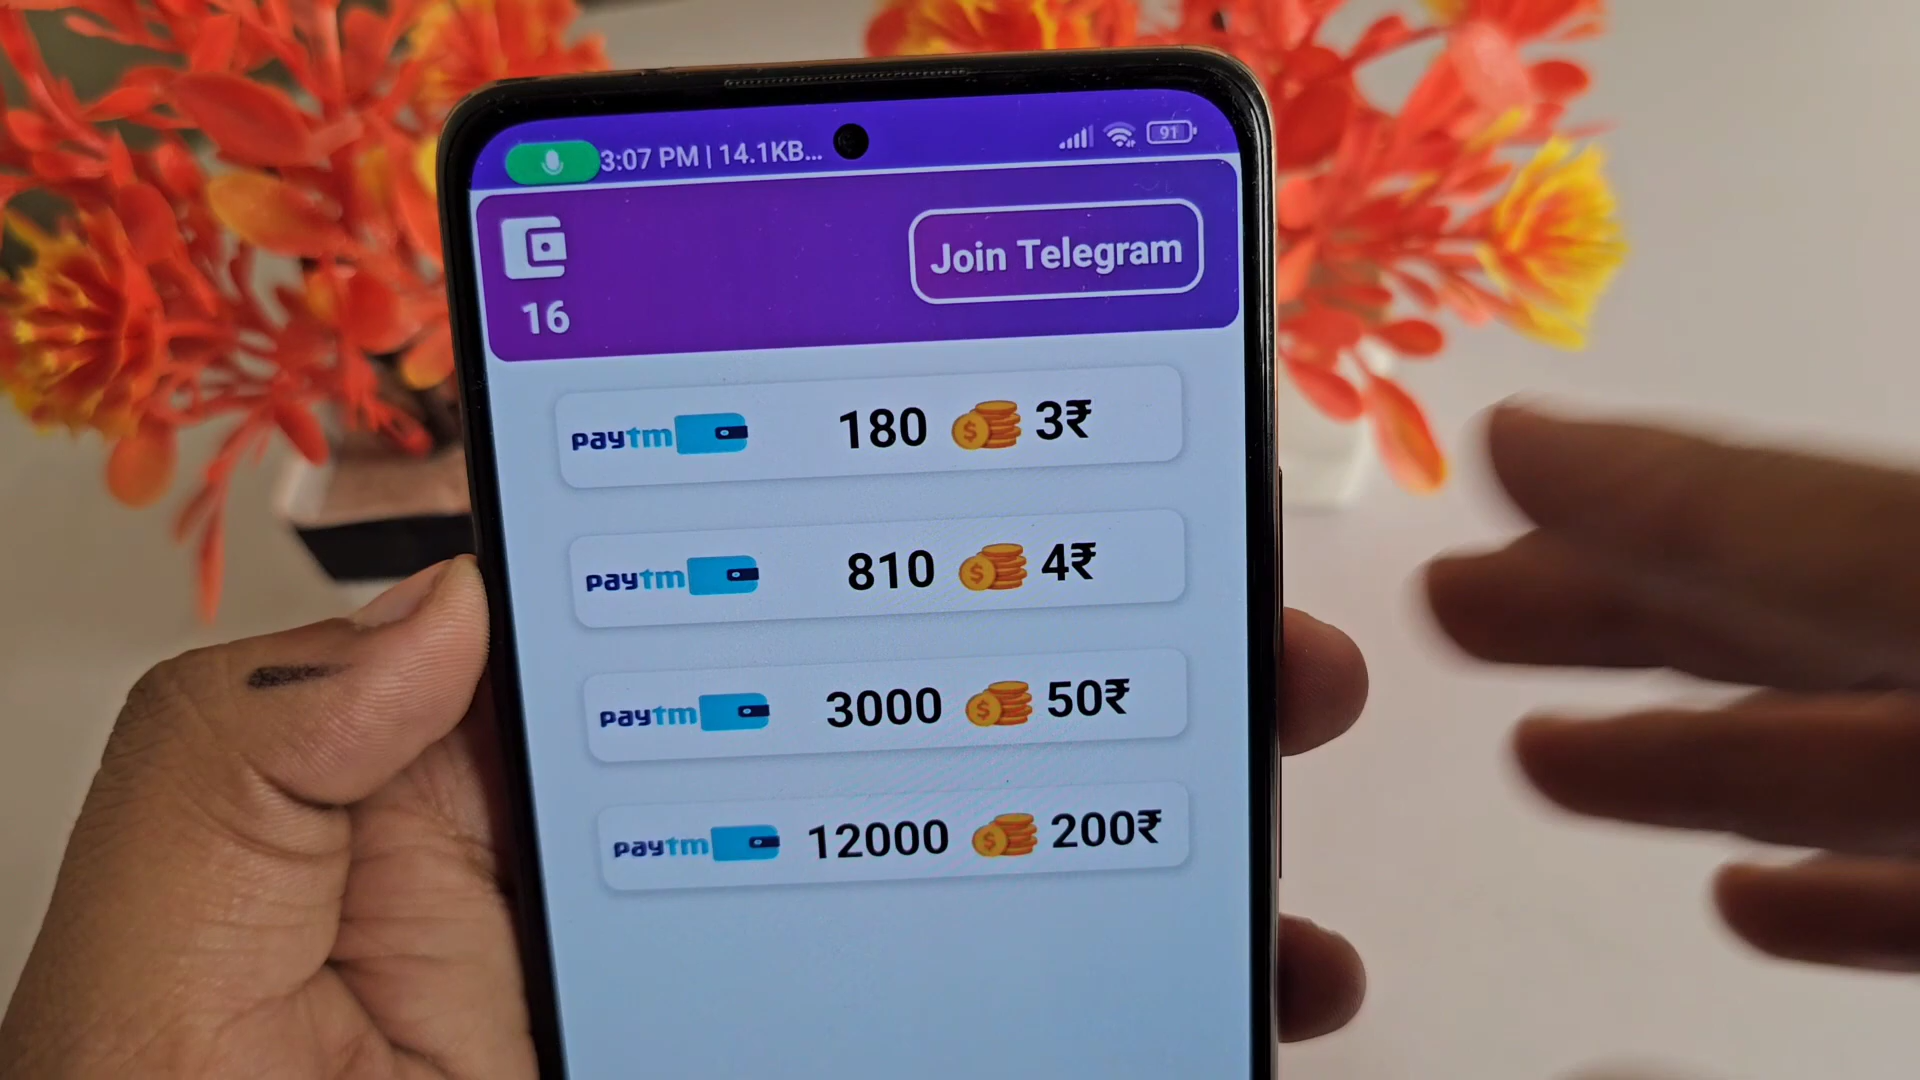 3:07 PM | 14.1KB...
91
Join Telegram
16
paytm 180 3₹
paytm 810 4₹
paytm 3000 50₹
paytm 12000 200₹